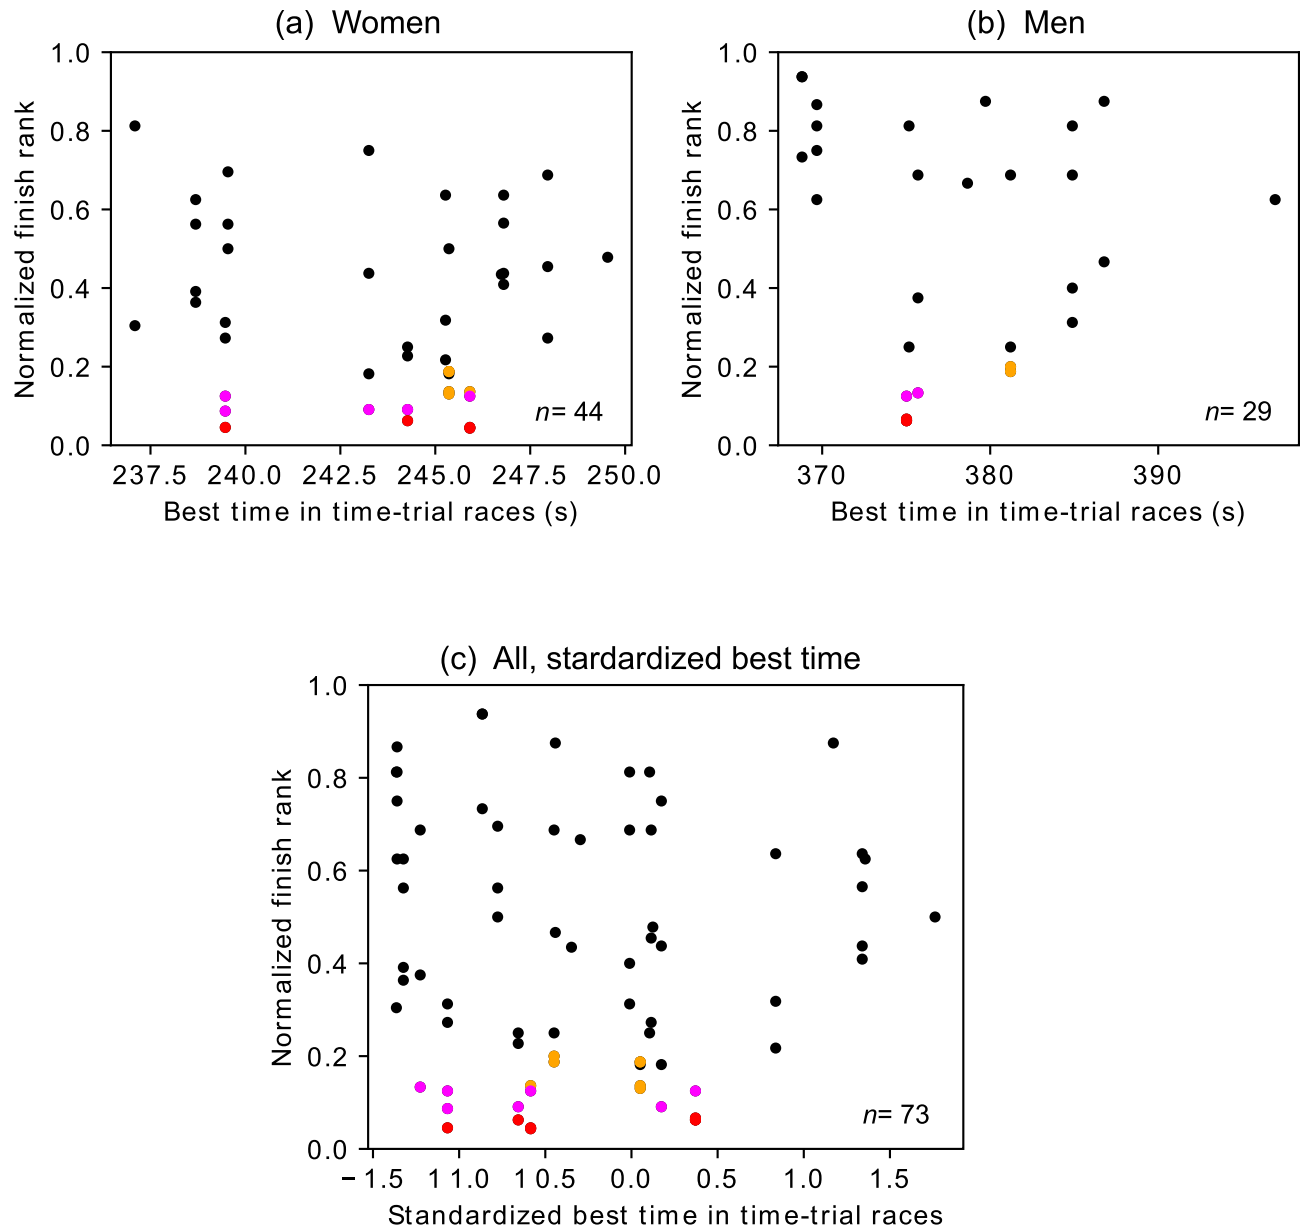 (a) Women
1.0
0.8
0.6
0.4
0.2
0.0
Normalized finish rank
n= 44
237.5 240.0 242.5 245.0 247.5 250.0
Best time in time-trial races (s)
(b) Men
1.0
0.8
0.6
0.4
0.2
0.0
Normalized finish rank
n= 29
370 380 390
Best time in time-trial races (s)
(c) All, stardardized best time
1.0
0.8
0.6
0.4
0.2
0.0
Normalized finish rank
n= 73
−1.5 11.0 10.5 0.0 0.5 1.0 1.5
Standardized best time in time-trial races